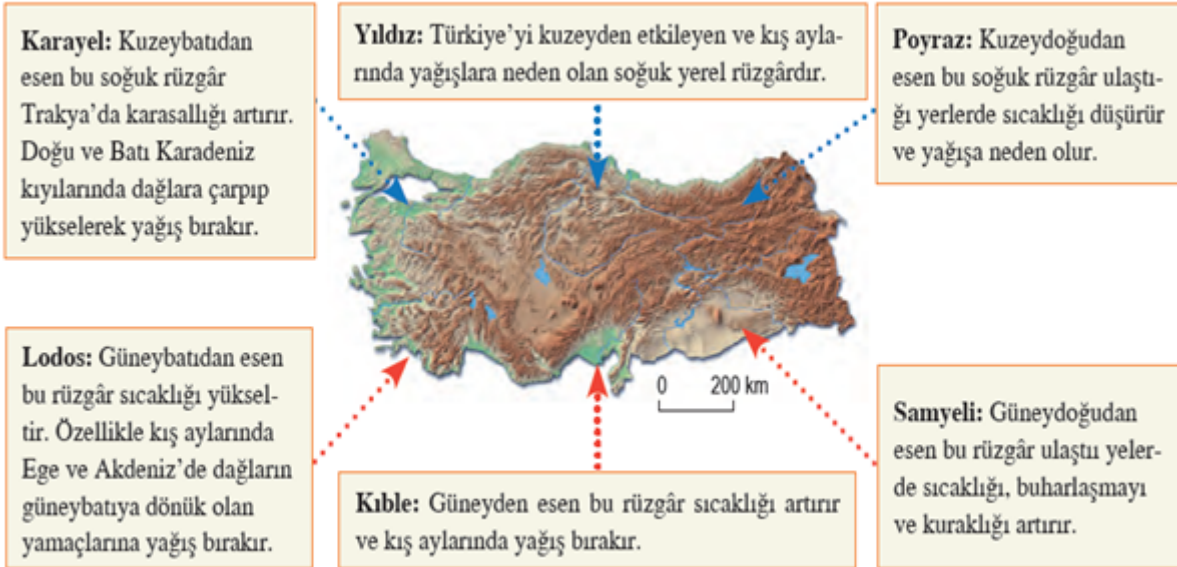 Karayel: Kuzeybatıdan
esen bu soğuk rüzgâr
Trakya’da karasallığı artırır.
Doğu ve Batı Karadeniz
kıyılarında dağlara çarpıp
yükselerek yağış bırakır.
Yıldız: Türkiye’yi kuzeyden etkileyen ve kış ayla-
rında yağışlara neden olan soğuk yerel rüzgârdır.
Poyraz: Kuzeydoğudan
esen bu soğuk rüzgâr ulaştı-
ğı yerlerde sıcaklığı düşürür
ve yağışa neden olur.
Lodos: Güneybatıdan esen
bu rüzgâr sıcaklığı yüksel-
tir. Özellikle kış aylarında
Ege ve Akdeniz’de dağların
güneybatıya dönük olan
yamaçlarına yağış bırakır.
0 200 km
Kıble: Güneyden esen bu rüzgâr sıcaklığı artırır
ve kış aylarında yağış bırakır.
Samyeli: Güneydoğudan
esen bu rüzgâr ulaştıı yeler-
de sıcaklığı, buharlaşmayı
ve kuraklığı artırır.